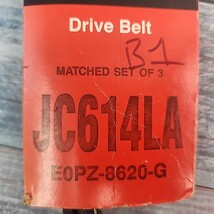 Drive Belt
B1
MATCHED SET OF 3
JC614LA
E0PZ-8620-G